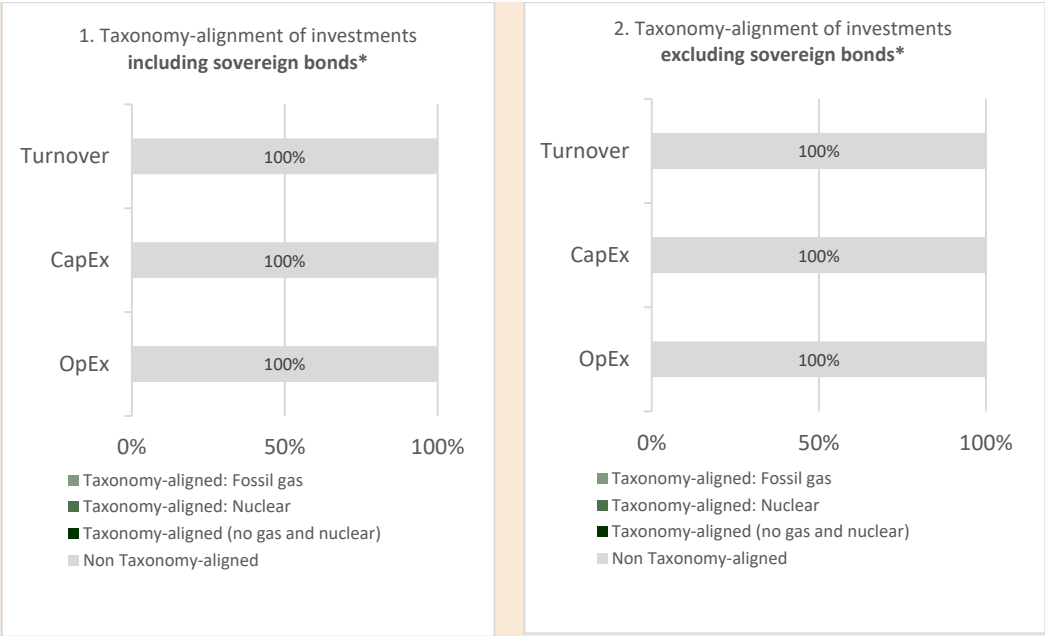 1. Taxonomy-alignment of investments
including sovereign bonds*
Turnover
100%
CapEx
100%
OpEx
100%
0% 50% 100%
Taxonomy-aligned: Fossil gas
Taxonomy-aligned: Nuclear
Taxonomy-aligned (no gas and nuclear)
Non Taxonomy-aligned
2. Taxonomy-alignment of investments
excluding sovereign bonds*
Turnover
100%
CapEx
100%
OpEx
100%
0% 50% 100%
Taxonomy-aligned: Fossil gas
Taxonomy-aligned: Nuclear
Taxonomy-aligned (no gas and nuclear)
Non Taxonomy-aligned